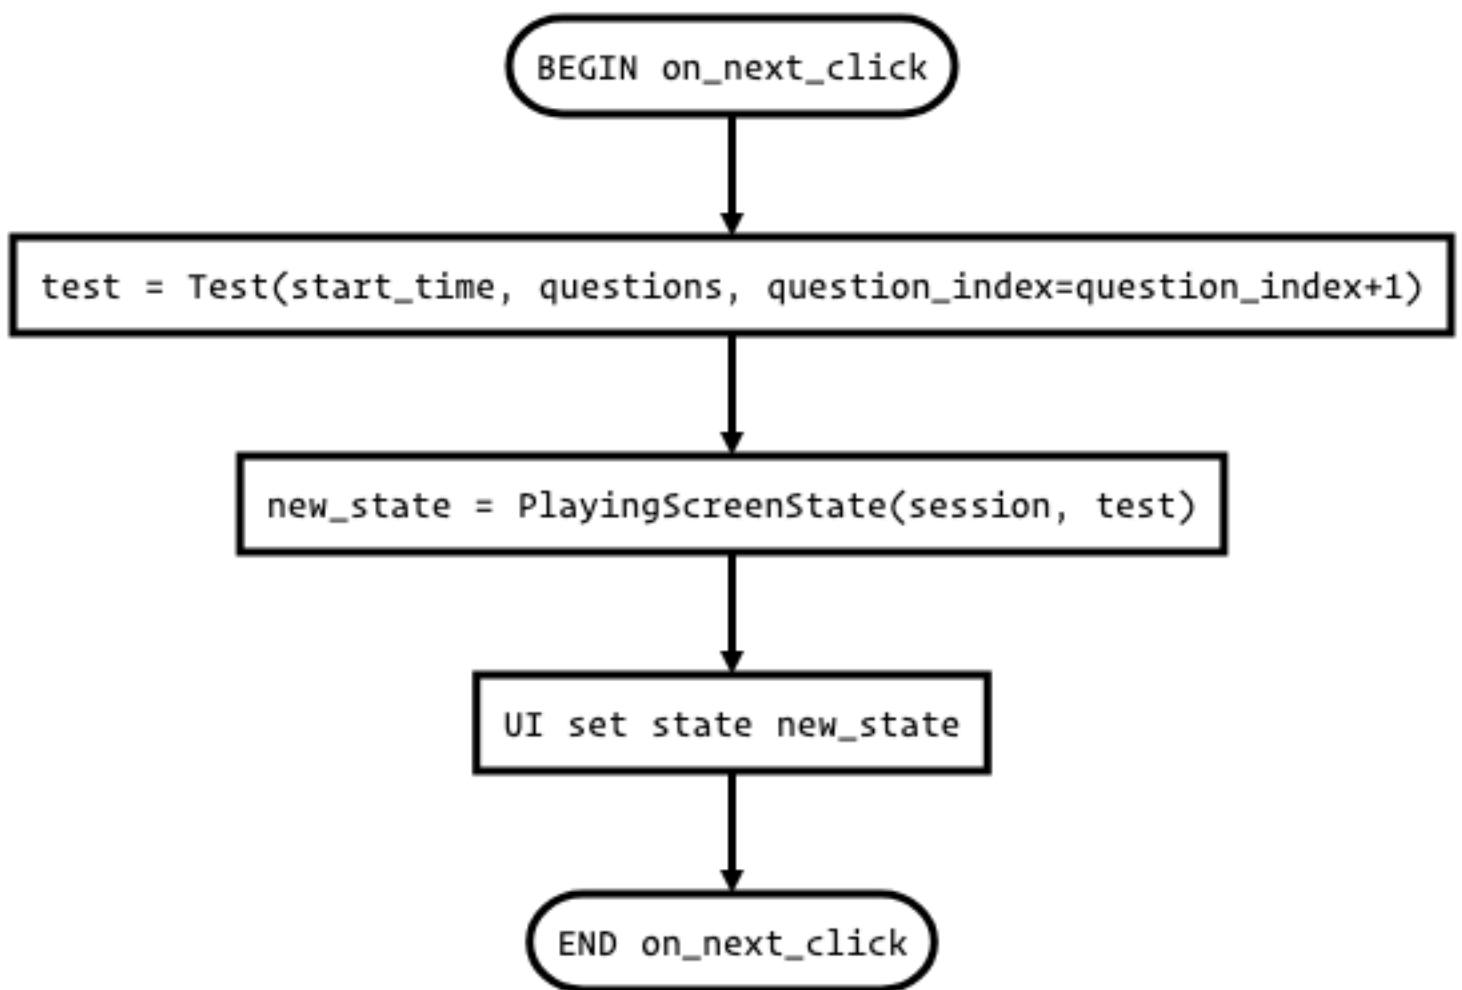 BEGIN on_next_click
test = Test(start_time, questions, question_index=question_index+1)
new_state = PlayingScreenState(session, test)
UI set state new_state
END on_next_click